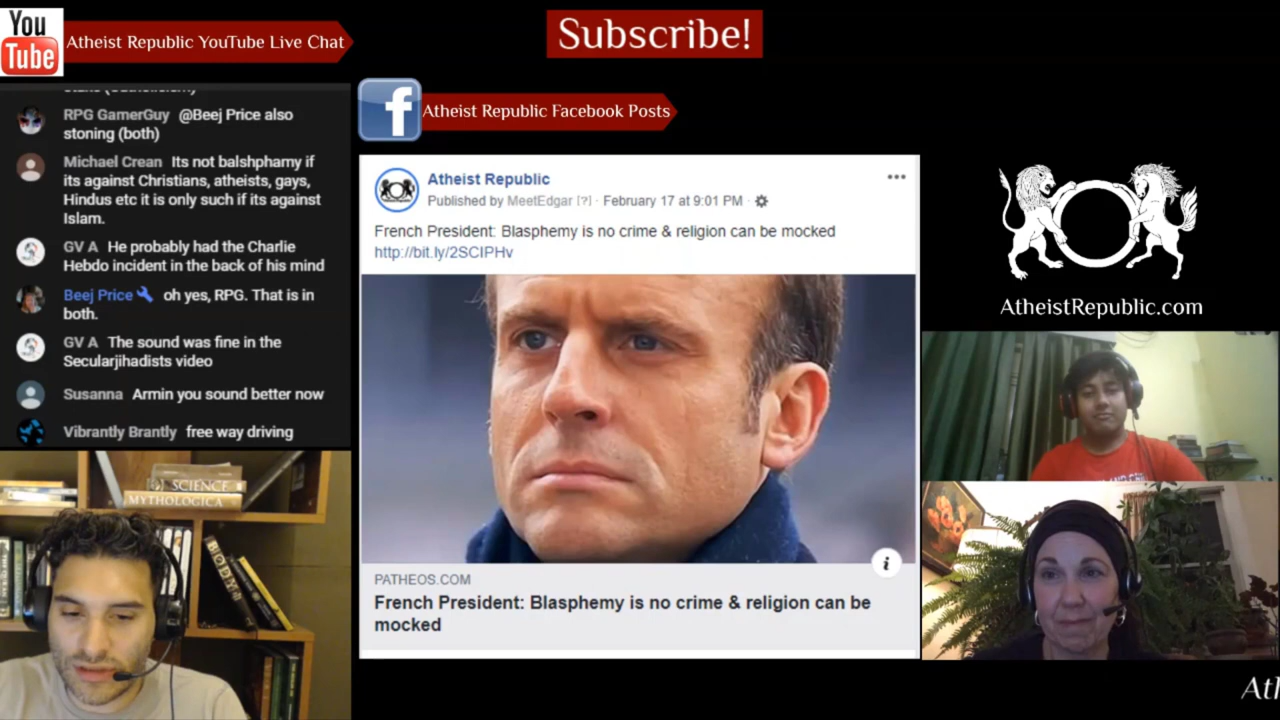 You
Tube
Atheist Republic YouTube Live Chat
Subscribe!
RPG GamerGuy @Beej Price also
stoning (both)
Michael Crean Its not balshphamy if
its against Christians, atheists, gays,
Hindus etc it is only such if its against
Islam.
GV A He probably had the Charlie
Hebdo incident in the back of his mind
Beej Price oh yes, RPG. That is in
both.
GV A The sound was fine in the
Secularjihadists video
Susanna Armin you sound better now
Vibrantly Brantly free way driving
f
Atheist Republic Facebook Posts
Atheist Republic
Published by MeetEdgar [?] · February 17 at 9:01 PM ·
French President: Blasphemy is no crime & religion can be mocked
http://bit.ly/2SCIPHv
i
PATHEOS.COM
French President: Blasphemy is no crime & religion can be
mocked
AtheistRepublic.com
SCIENCE
MYTHOLOGICA
BODY
Ath